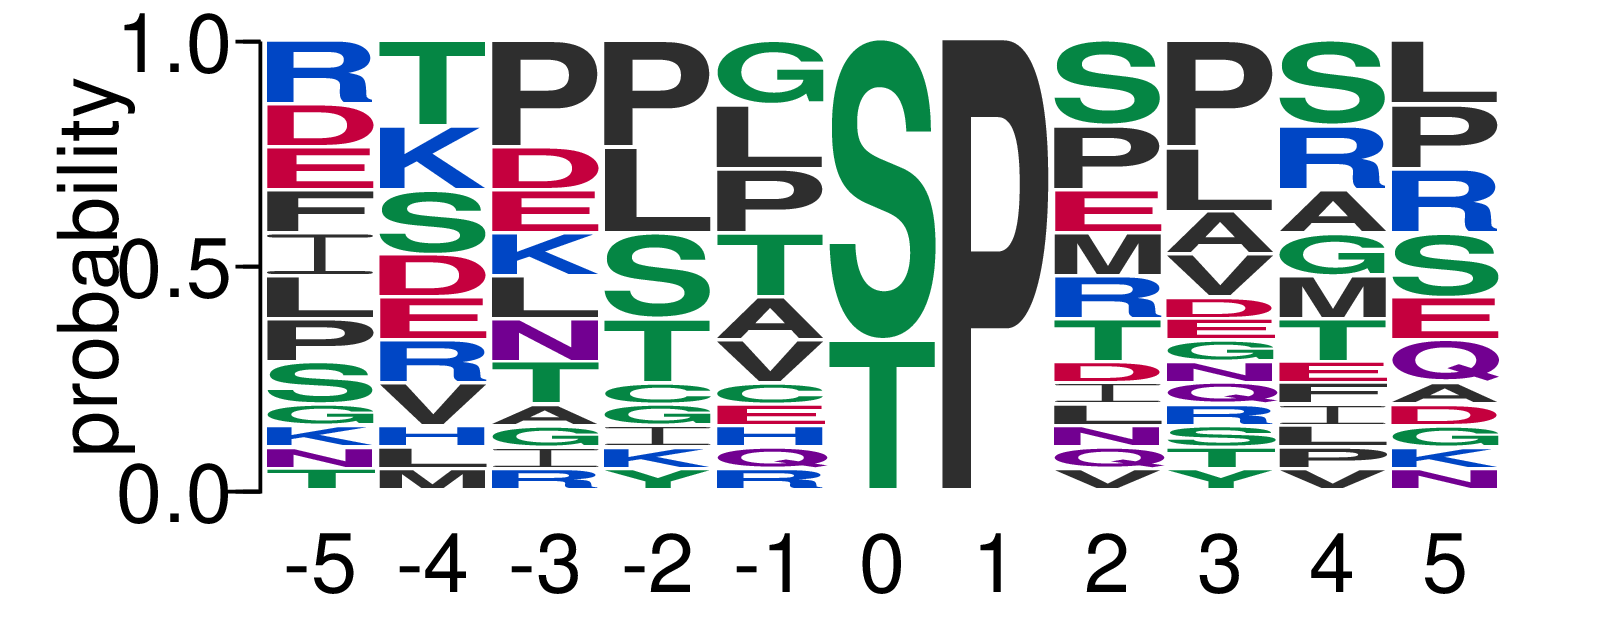 probability
1.0
0.5
0.0
R D E F I L P S G K N T
T K S D E R V H L M
P D E K L N T A G I R
P L S T C G I K Y
G L P T A V C E H Q R
S T
P
S P E M R T D I L N Q V
P L A V D E G N Q R S T Y
S R A G M T E F I L P V
L P R S E Q A D G K N
-5 -4 -3 -2 -1 0 1 2 3 4 5